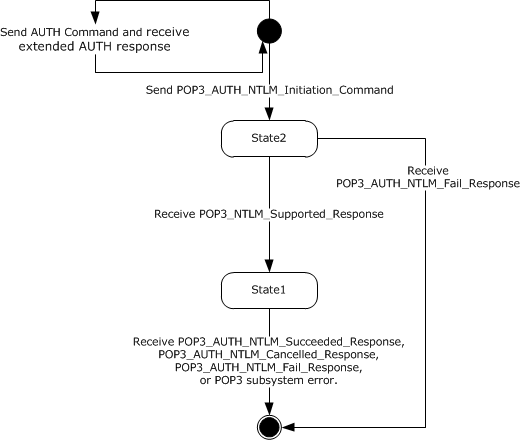 Send AUTH Command and receive
extended AUTH response
Send POP3_AUTH_NTLM_Initiation_Command
State2
Receive
POP3_AUTH_NTLM_Fail_Response
Receive POP3_NTLM_Supported_Response
State1
Receive POP3_AUTH_NTLM_Succeeded_Response,
POP3_AUTH_NTLM_Cancelled_Response,
POP3_AUTH_NTLM_Fail_Response,
or POP3 subsystem error.